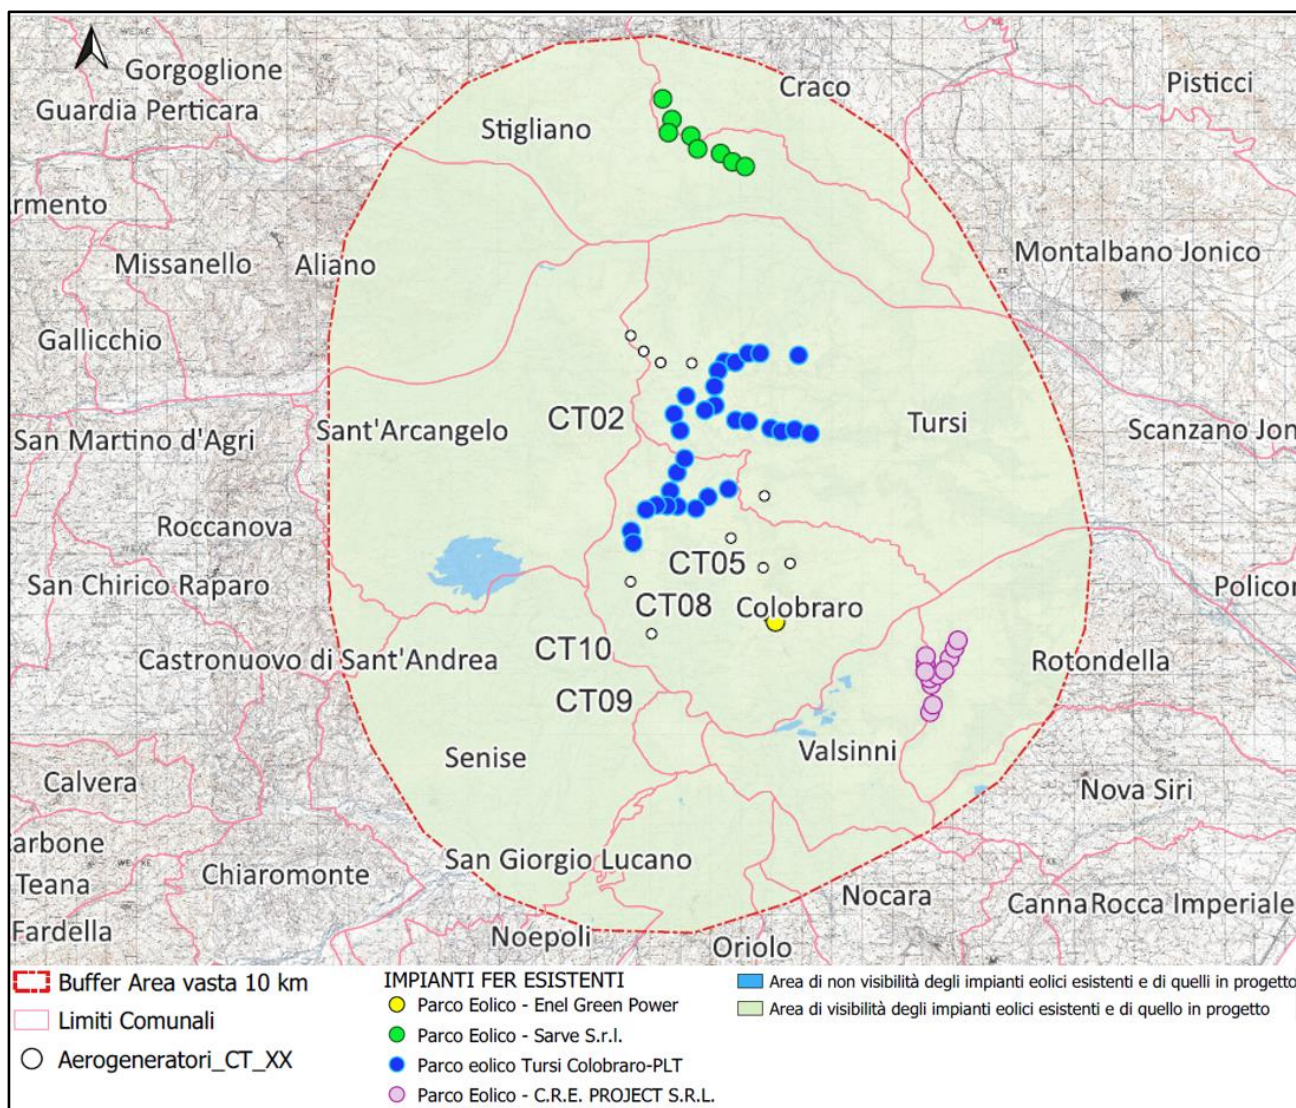 Gorgoglione
Craco
Pisticci
Guardia Perticara
Stigliano
rmento
Missanello
Aliano
Montalbano Jonico
Gallicchio
CT02
San Martino d'Agri
Sant'Arcangelo
Tursi
Scanzano Jon
Roccanova
CT05
San Chirico Raparo
CT08
Colobraro
Policor
CT10
Castronuovo di Sant'Andrea
Rotondella
CT09
Senise
Valsinni
Calvera
Nova Siri
arbone
San Giorgio Lucano
Teana
Chiaromonte
Nocara
Canna
Rocca Imperiale
Fardella
Noepoli
Oriolo
Buffer Area vasta 10 km
Limiti Comunali
Aerogeneratori_CT_XX
IMPIANTI FER ESISTENTI
Parco Eolico - Enel Green Power
Parco Eolico - Sarve S.r.l.
Parco eolico Tursi Colobraro-PLT
Parco Eolico - C.R.E. PROJECT S.R.L.
Area di non visibilità degli impianti eolici esistenti e di quelli in progetto
Area di visibilità degli impianti eolici esistenti e di quello in progetto